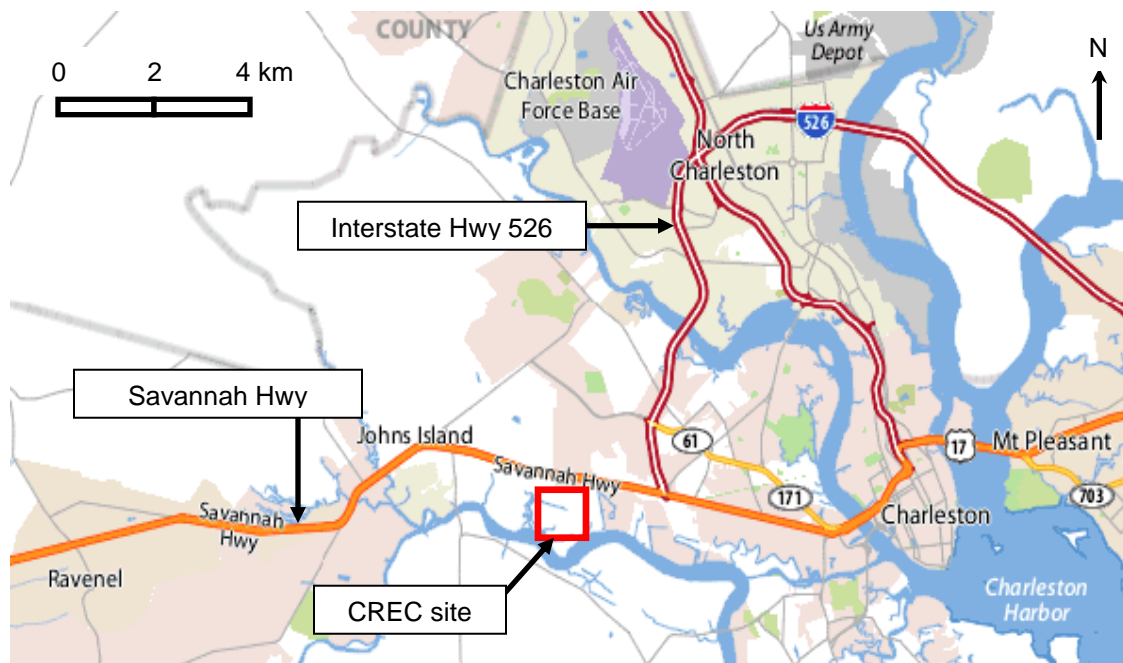 COUNTY
Us Army
Depot
N
0 2 4 km
Charleston Air
Force Base
526
North
Charleston
Interstate Hwy 526
Savannah Hwy
Johns Island
61
17
Mt Pleasant
Savannah Hwy
171
703
Savannah
Hwy
Charleston
Ravenel
CREC site
Charleston
Harbor